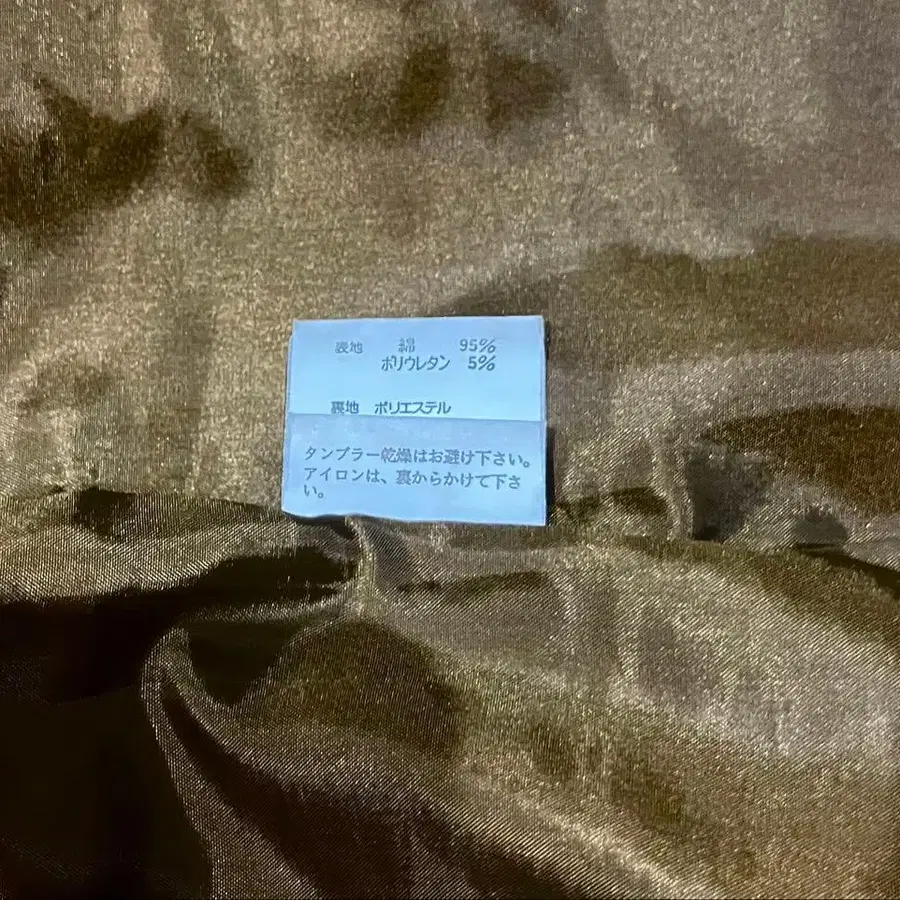 表地 綿 95%
ポリウレタン 5%
裏地 ポリエステル
タンブラー乾燥はお避け下さい。
アイロンは、裏からかけて下さ
い。